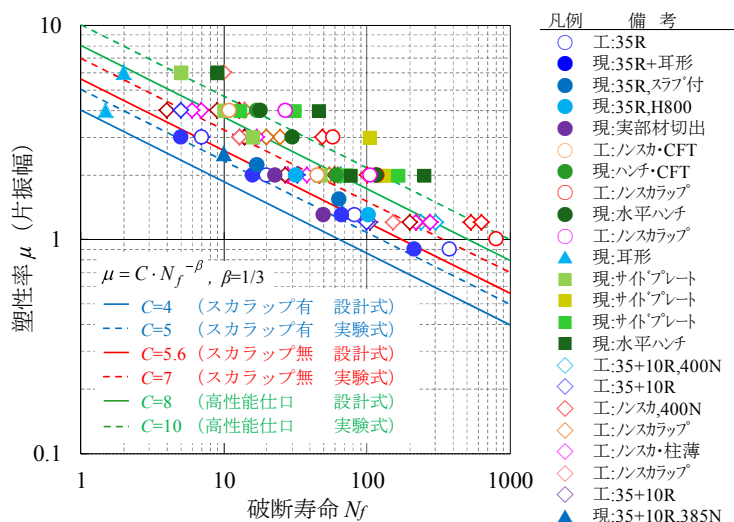 10
1
0.1
塑性率 μ (片振幅)
μ = C・Nf^-β , β=1/3
C=4 (スカラップ有 設計式)
C=5 (スカラップ有 実験式)
C=5.6 (スカラップ無 設計式)
C=7 (スカラップ無 実験式)
C=8 (高性能仕口 設計式)
C=10 (高性能仕口 実験式)
1 10 100 1000
破断寿命 Nf
凡例 備 考
工:35R
現:35R+耳形
現:35R,スラブ付
現:35R,H800
現:実部材切出
工:ノンスカ・CFT
現:ハンチ・CFT
工:ノンスカラップ
現:水平ハンチ
工:ノンスカラップ
現:耳形
現:サイドプレート
現:サイドプレート
現:サイドプレート
現:水平ハンチ
工:35+10R,400N
工:35+10R
工:ノンスカ,400N
工:ノンスカラップ
工:ノンスカ・柱薄
工:ノンスカラップ
工:35+10R
現:35+10R,385N